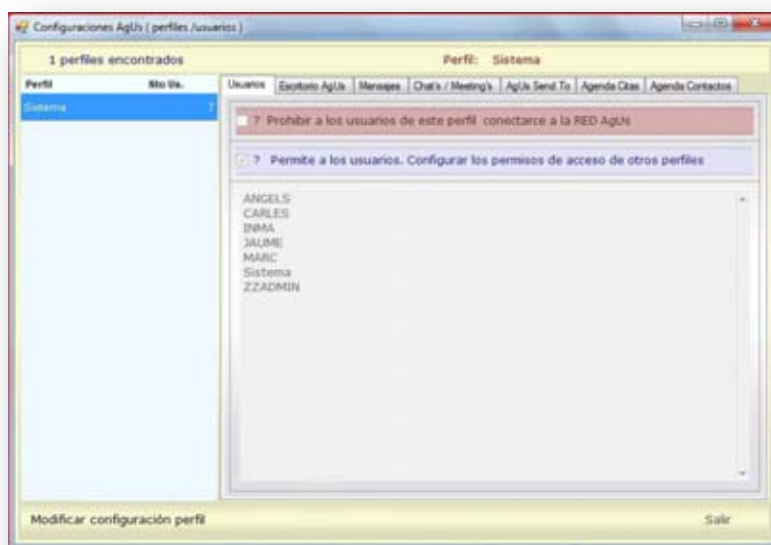 Configuraciones AgUs ( perfiles /usuarios )
1 perfiles encontrados
Perfil: Sistema
Perfil Nto Us.
Sistema 7
Usuarios Escritorio AgUs Mensajes Chat's / Meeting's AgUs Send To Agenda Citas Agenda Contactos
? Prohibir a los usuarios de este perfil conectarce a la RED AgUs
? Permite a los usuarios. Configurar los permisos de acceso de otros perfiles
ANGELS
CARLES
INMA
JAUME
MARC
Sistema
ZZADMIN
Modificar configuración perfil
Salir